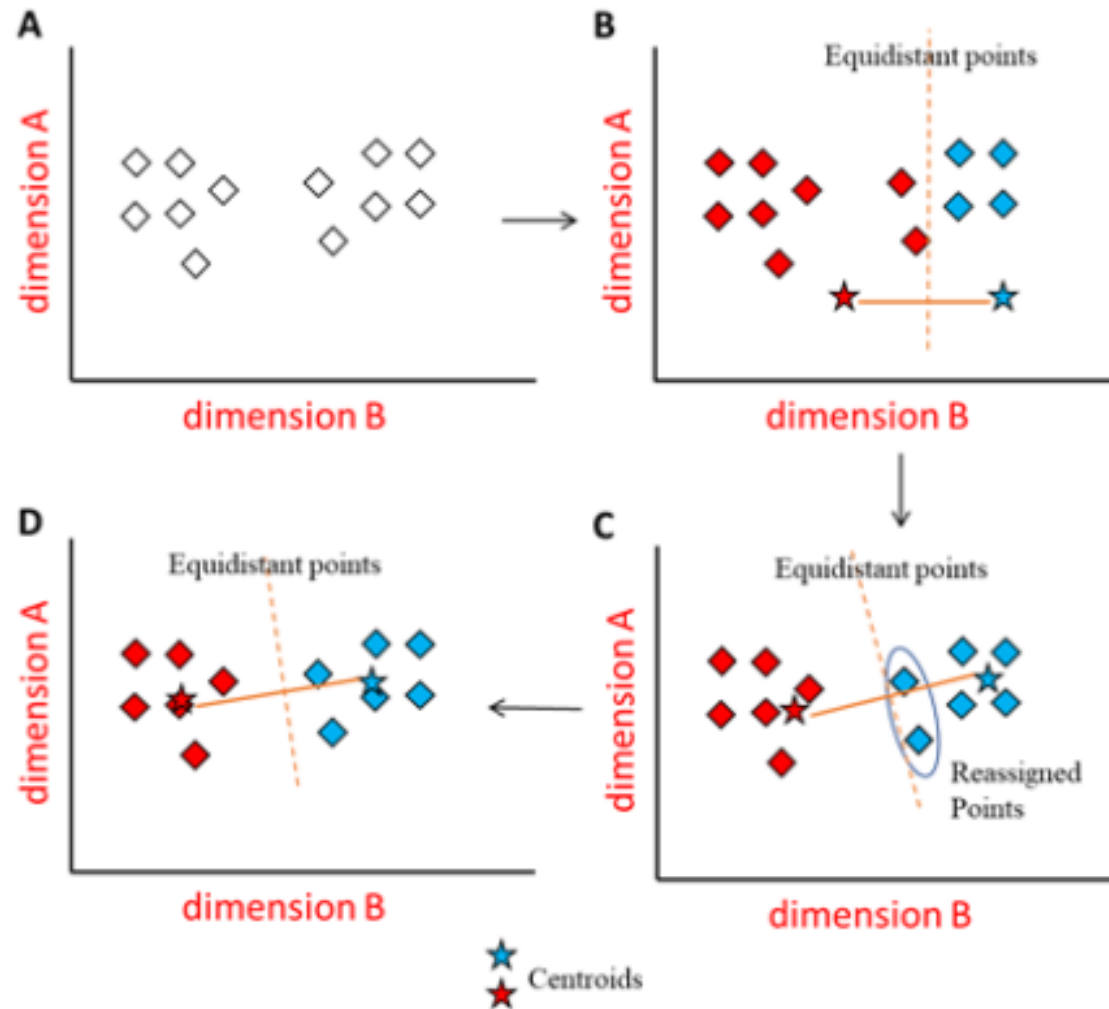 A
dimension A
dimension B
B
Equidistant points
dimension A
dimension B
D
Equidistant points
dimension A
dimension B
C
Equidistant points
dimension A
Reassigned
Points
dimension B
Centroids